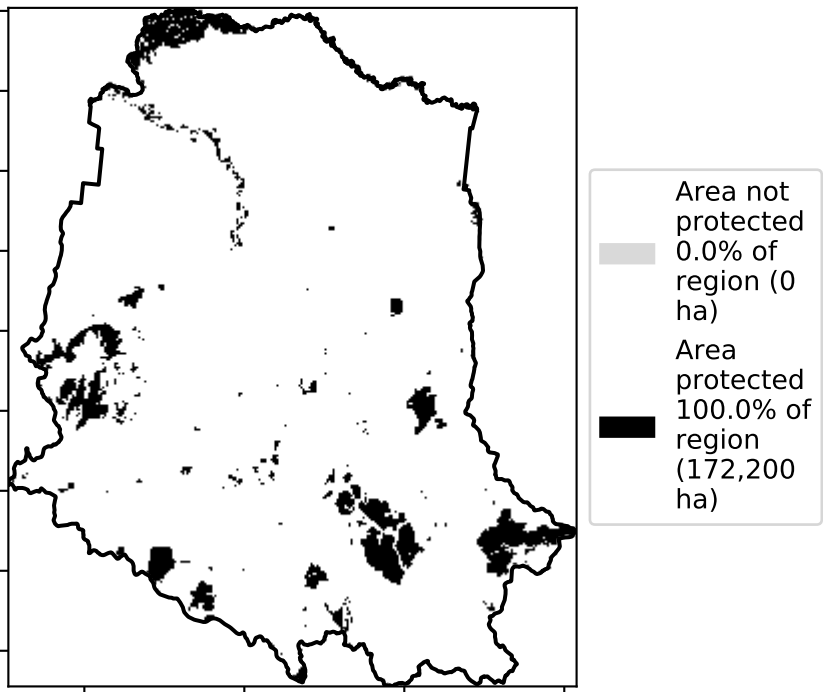 Area not
protected
0.0% of
region (0
ha)
Area
protected
100.0% of
region
(172,200
ha)